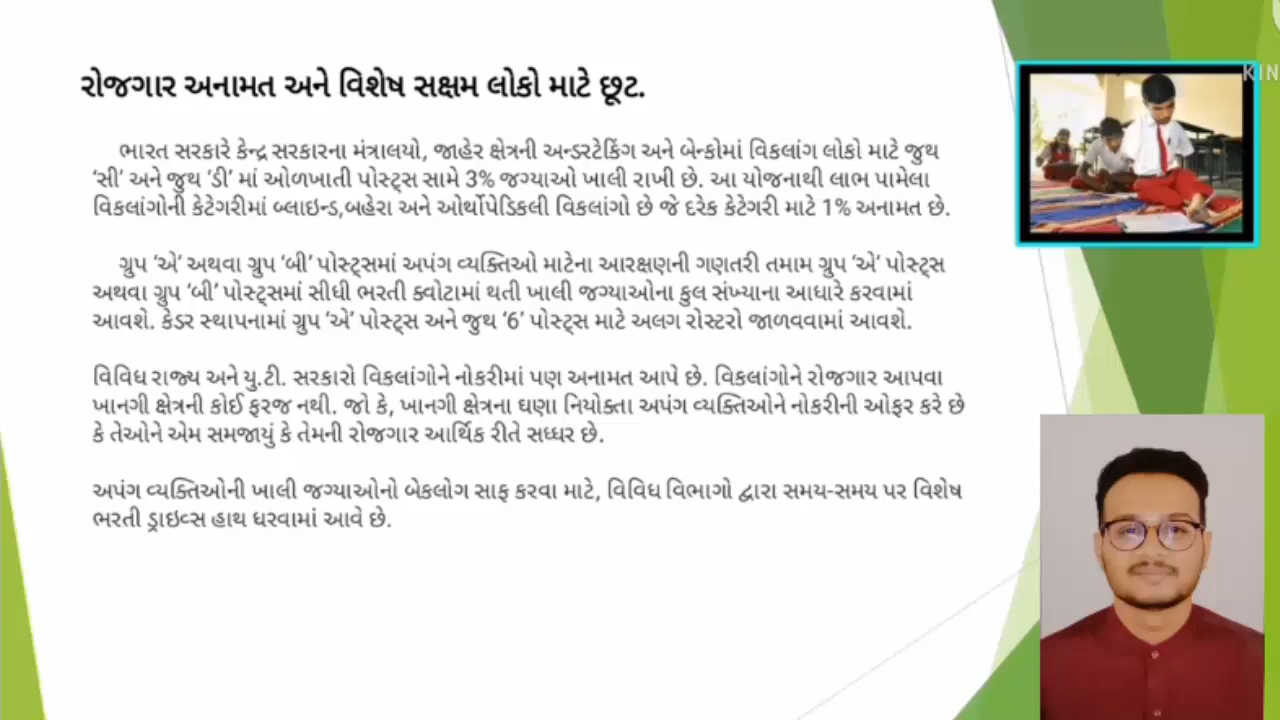 રોજગાર અનામત અને વિશેષ સક્ષમ લોકો માટે છૂટ.
ભારત સરકારે કેન્દ્ર સરકારના મંત્રાલયો, જાહેર ક્ષેત્રની અન્ડરટેકિંગ અને બેન્કોમાં વિકલાંગ લોકો માટે જુથ
‘સી’ અને જુથ ‘ડી’ માં ઓળખાતી પોસ્ટ્સ સામે 3% જગ્યાઓ ખાલી રાખી છે. આ યોજનાથી લાભ પામેલા
વિકલાંગોની કેટેગરીમાં બ્લાઇન્ડ,બહેરા અને ઓર્થોપેડિકલી વિકલાંગો છે જે દરેક કેટેગરી માટે 1% અનામત છે.
ગ્રુપ ‘એ’ અથવા ગ્રુપ ‘બી’ પોસ્ટ્સમાં અપંગ વ્યક્તિઓ માટેના આરક્ષણની ગણતરી તમામ ગ્રુપ ‘એ’ પોસ્ટ્સ
અથવા ગ્રુપ ‘બી’ પોસ્ટ્સમાં સીધી ભરતી ક્વોટામાં થતી ખાલી જગ્યાઓના કુલ સંખ્યાના આધારે કરવામાં
આવશે. કેડર સ્થાપનામાં ગ્રુપ ‘એ’ પોસ્ટ્સ અને જુથ ‘6’ પોસ્ટ્સ માટે અલગ રોસ્ટરો જાળવવામાં આવશે.
વિવિધ રાજ્ય અને યુ.ટી. સરકારો વિકલાંગોને નોકરીમાં પણ અનામત આપે છે. વિકલાંગોને રોજગાર આપવા
ખાનગી ક્ષેત્રની કોઈ ફરજ નથી. જો કે, ખાનગી ક્ષેત્રના ઘણા નિયોક્તા અપંગ વ્યક્તિઓને નોકરીની ઓફર કરે છે
કે તેઓને એમ સમજાયું કે તેમની રોજગાર આર્થિક રીતે સધ્ધર છે.
અપંગ વ્યક્તિઓની ખાલી જગ્યાઓનો બેકલોગ સાફ કરવા માટે, વિવિધ વિભાગો દ્વારા સમય-સમય પર વિશેષ
ભરતી ડ્રાઇવ્સ હાથ ધરવામાં આવે છે.